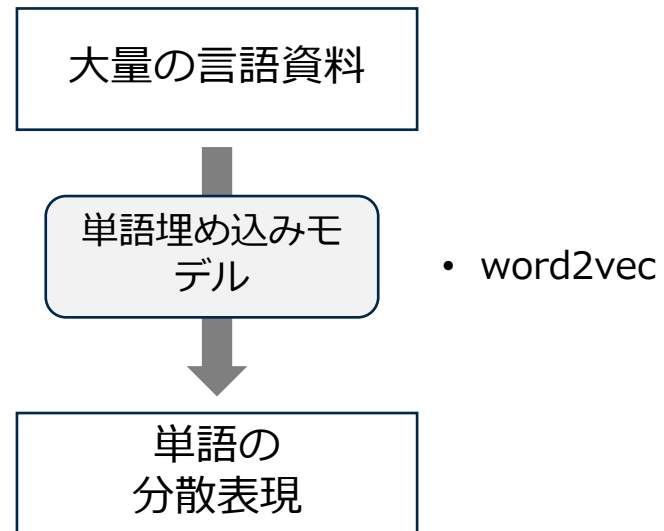 大量の言語資料
単語埋め込みモ
デル
• word2vec
単語の
分散表現